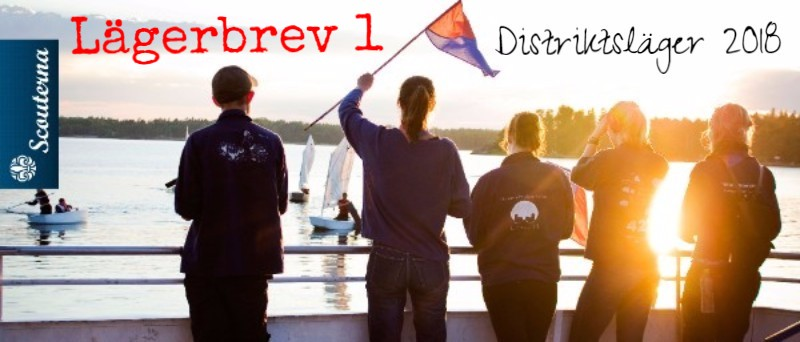 Lägerbrev 1
Distriktsläger 2018
Scouterna